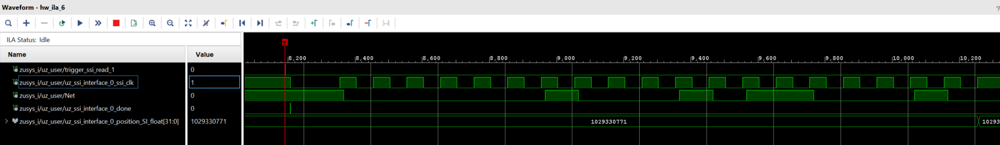 Waveform - hw_ila_6
?
ILA Status: Idle
Name Value
8,200 8,400 8,600 8,800 9,000 9,200 9,400 9,600 9,800 10,000 10,200
zusys_i/uz_user/trigger_ssi_read_1 0
zusys_i/uz_user/uz_ssi_interface_0_ssi_clk 1
zusys_i/uz_user/Net 0
zusys_i/uz_user/uz_ssi_interface_0_done 0
zusys_i/uz_user/uz_ssi_interface_0_position_SI_float[31:0] 1029330771 1029330771 10293